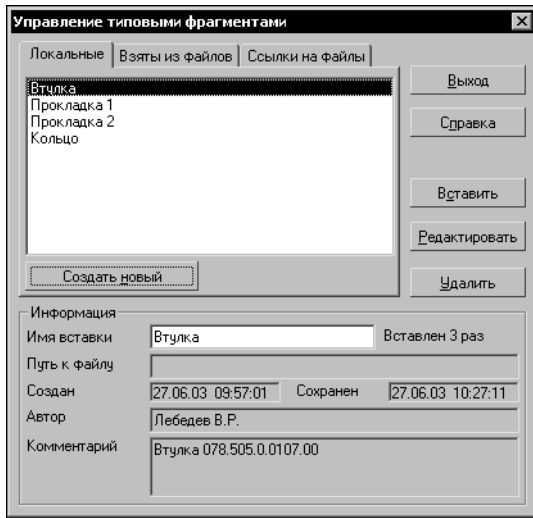 Управление типовыми фрагментами
Локальные Взяты из файлов Ссылки на файлы
Втулка
Прокладка 1
Прокладка 2
Кольцо
Создать новый
Выход
Справка
Вставить
Редактировать
Удалить
Информация
Имя вставки Втулка Вставлен 3 раз
Путь к файлу
Создан 27.06.03 09:57:01 Сохранен 27.06.03 10:27:11
Автор Лебедев В.Р.
Комментарий Втулка 078.505.0.0107.00